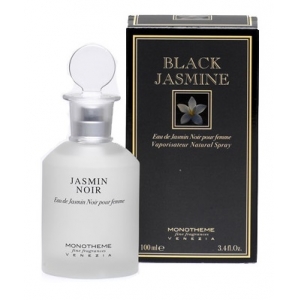 BLACK
JASMINE
Eau de Jasmin Noir pour femme
Vaporisateur Natural Spray
MONOTHEME
fine fragrances
VENEZIA
100 ml e 3.4 fl.oz.
JASMIN
NOIR
Eau de Jasmin Noir pour femme
MONOTHEME
fine fragrances
VENEZIA